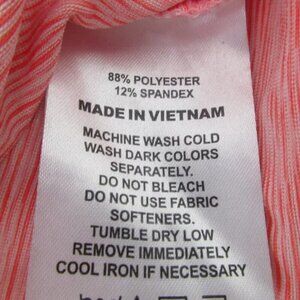 88% POLYESTER
12% SPANDEX
MADE IN VIETNAM
MACHINE WASH COLD
WASH DARK COLORS
SEPARATELY.
DO NOT BLEACH
DO NOT USE FABRIC
SOFTENERS.
TUMBLE DRY LOW
REMOVE IMMEDIATELY
COOL IRON IF NECESSARY